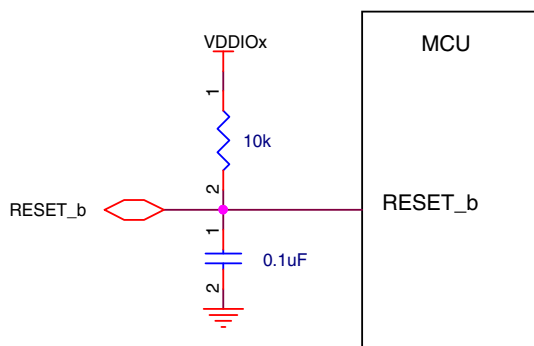 VDDIOx
MCU
1
10k
2
RESET_b
RESET_b
1
0.1uF
2